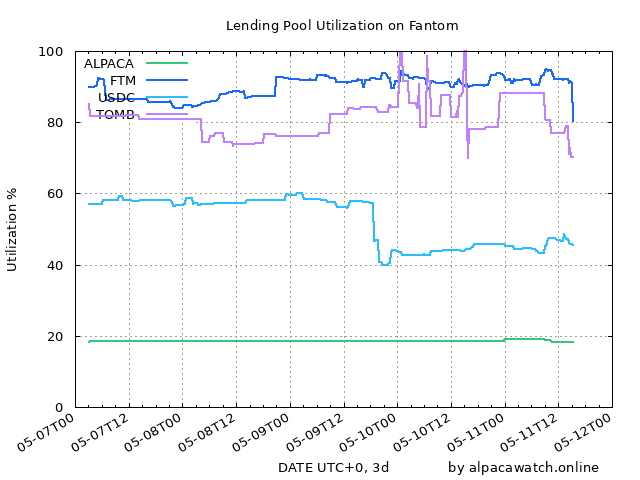 Lending Pool Utilization on Fantom
100
80
60
40
20
0
Utilization %
ALPACA
FTM
USDC
TOMB
05-07T00
05-07T12
05-08T00
05-08T12
05-09T00
05-09T12
05-10T00
05-10T12
05-11T00
05-11T12
05-12T00
DATE UTC+0, 3d
by alpacawatch.online